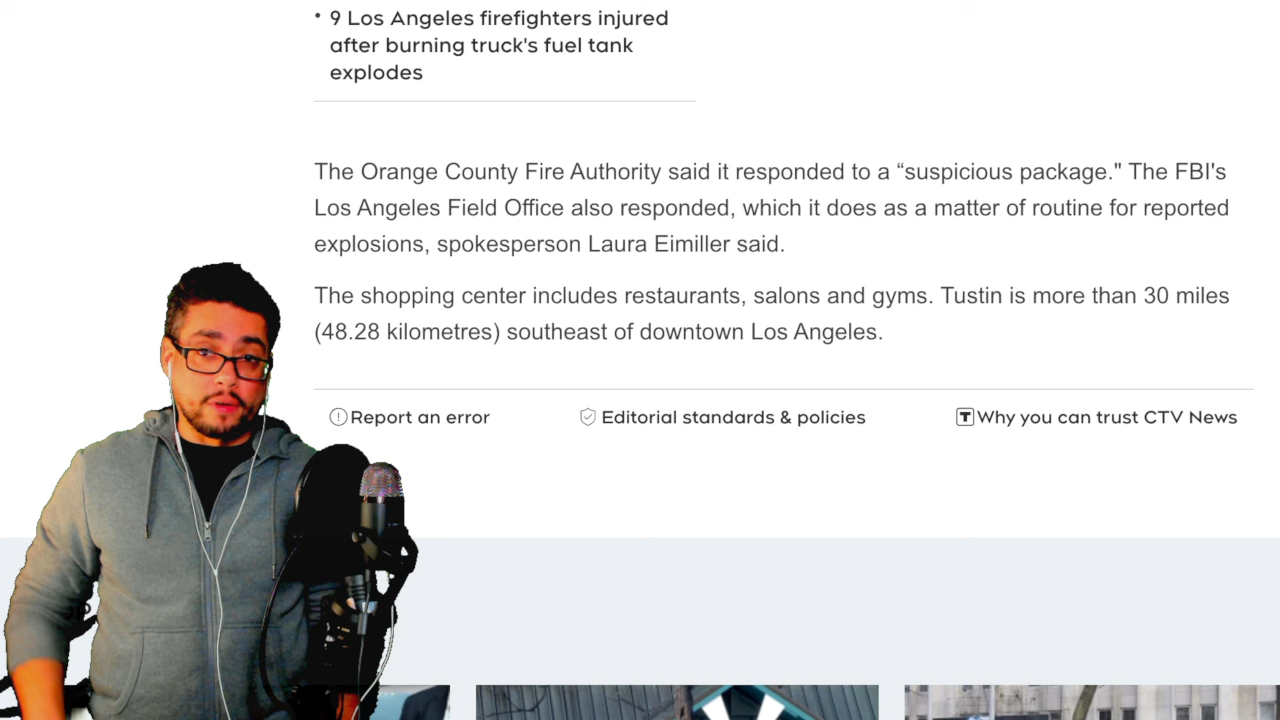 • 9 Los Angeles firefighters injured
after burning truck's fuel tank
explodes
The Orange County Fire Authority said it responded to a “suspicious package." The FBI's
Los Angeles Field Office also responded, which it does as a matter of routine for reported
explosions, spokesperson Laura Eimiller said.
The shopping center includes restaurants, salons and gyms. Tustin is more than 30 miles
(48.28 kilometres) southeast of downtown Los Angeles.
Report an error Editorial standards & policies Why you can trust CTV News